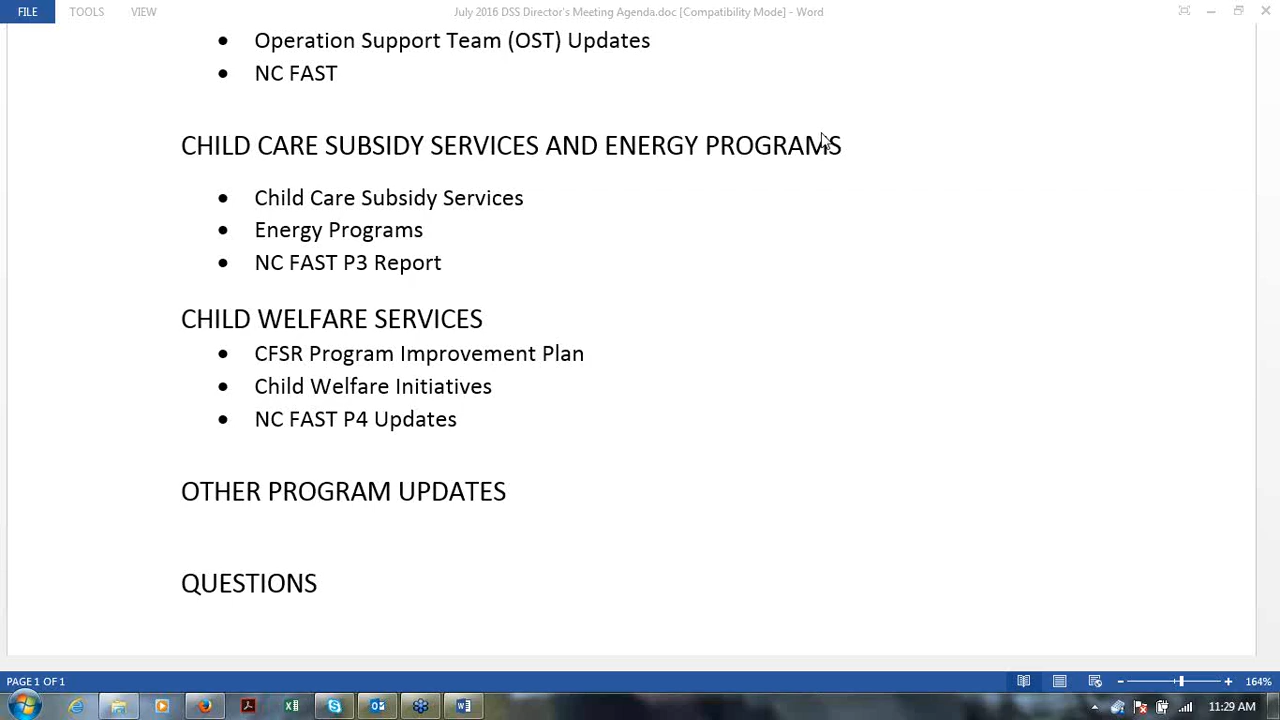 FILE TOOLS VIEW July 2016 DSS Director's Meeting Agenda.doc [Compatibility Mode] - Word
• Operation Support Team (OST) Updates
• NC FAST
CHILD CARE SUBSIDY SERVICES AND ENERGY PROGRAMS
• Child Care Subsidy Services
• Energy Programs
• NC FAST P3 Report
CHILD WELFARE SERVICES
• CFSR Program Improvement Plan
• Child Welfare Initiatives
• NC FAST P4 Updates
OTHER PROGRAM UPDATES
QUESTIONS
PAGE 1 OF 1 164%
11:29 AM